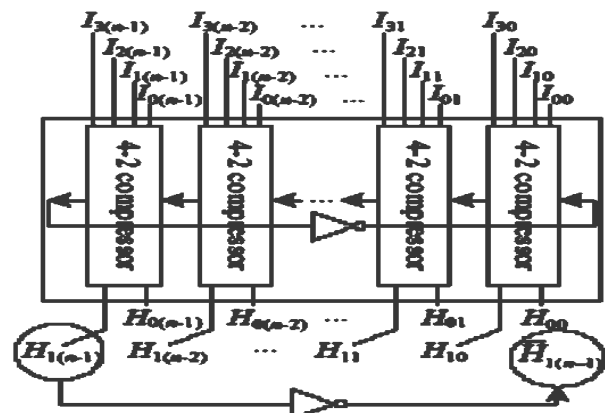 I3(n-1) I3(n-2) ... I31 I30
I2(n-1) I2(n-2) ... I21 I20
I1(n-1) I1(n-2) ... I11 I10
I0(n-1) I0(n-2) ... I01 I00
4-2 compressor 4-2 compressor 4-2 compressor 4-2 compressor
...
H0(n-1) H0(n-2) ... H01 H00
H1(n-1) H1(n-2) ... H11 H10 H̅1(n-1)